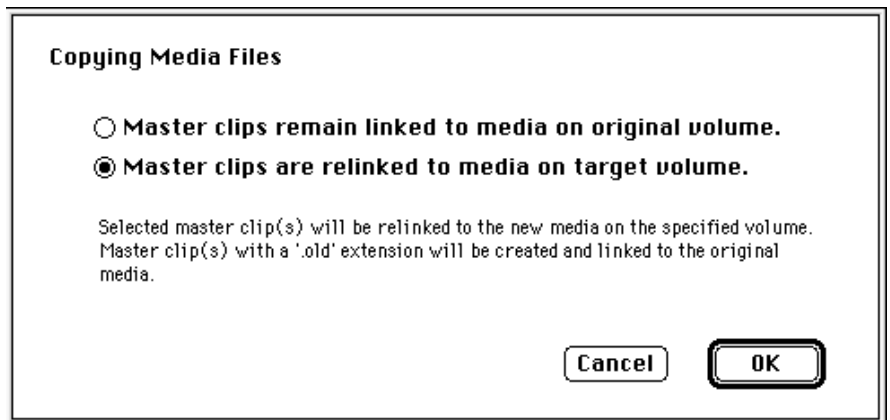 Copying Media Files
Master clips remain linked to media on original volume.
Master clips are relinked to media on target volume.
Selected master clip(s) will be relinked to the new media on the specified volume.
Master clip(s) with a '.old' extension will be created and linked to the original
media.
Cancel OK